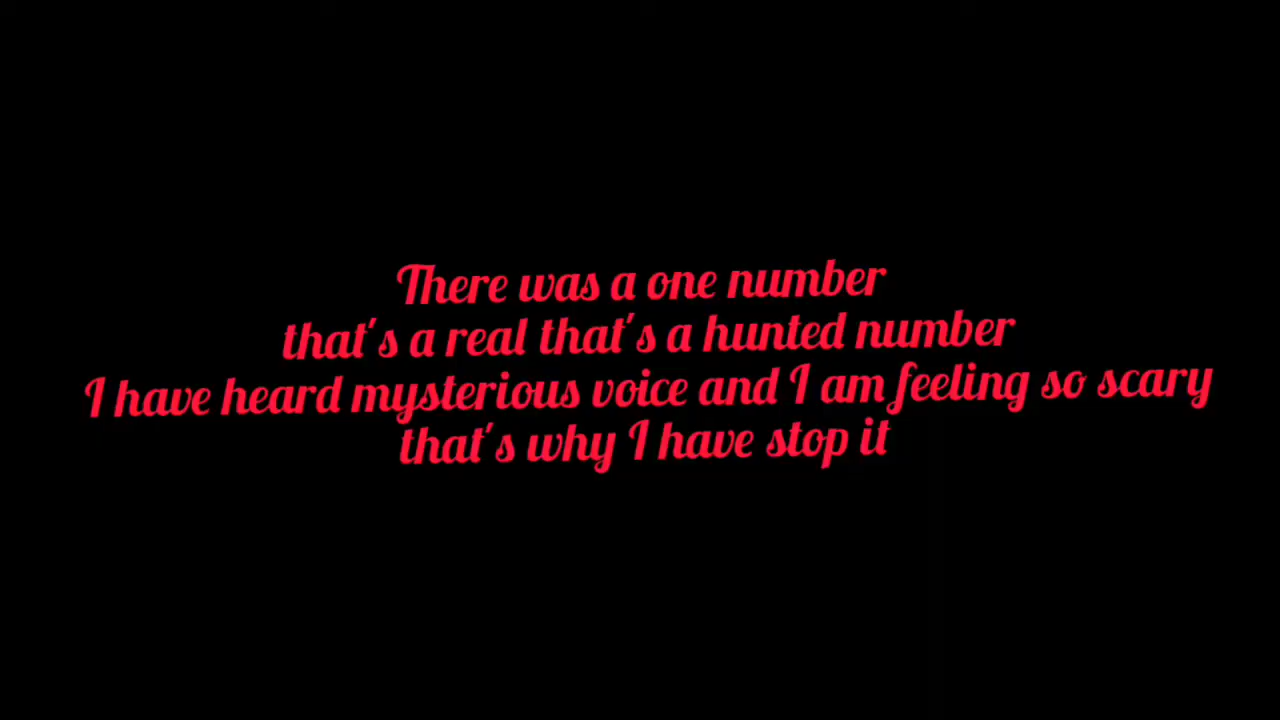 There was a one number
that's a real that's a hunted number
I have heard mysterious voice and I am feeling so scary
that's why I have stop it